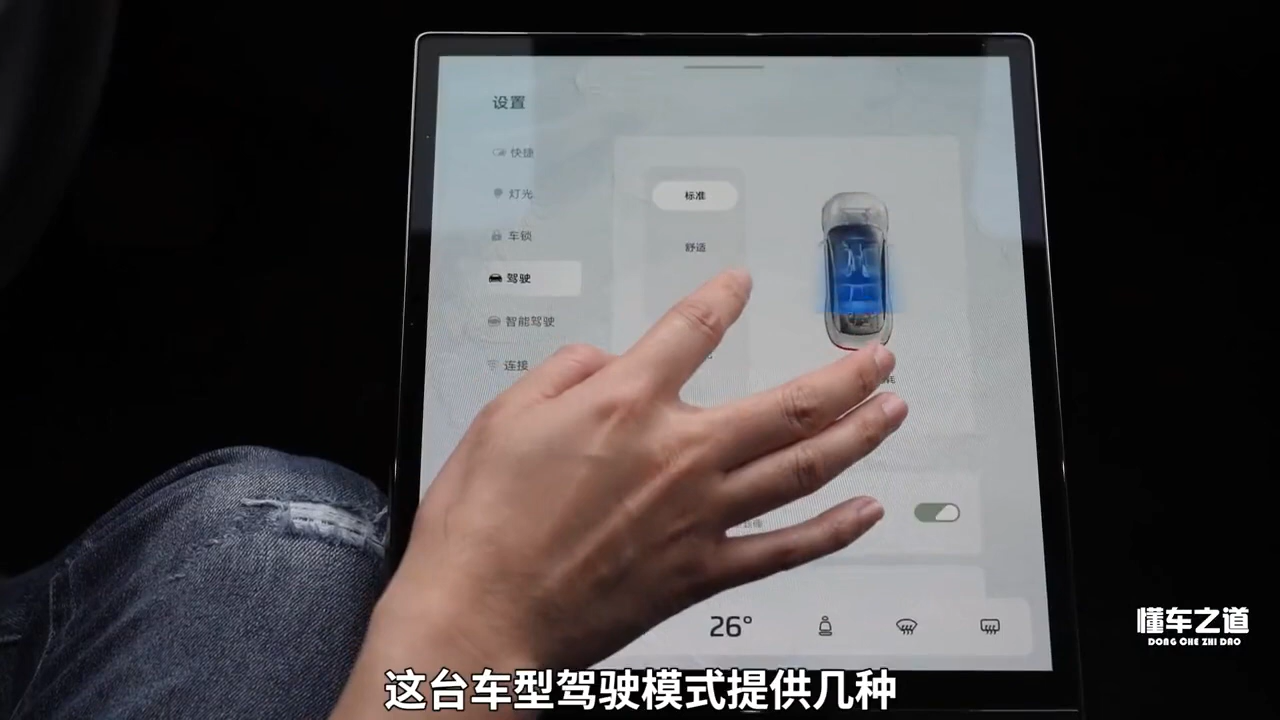 设置
快捷
灯光
车锁
驾驶
智能驾驶
连接
标准
舒适
26°
懂车之道
DONG CHE ZHI DAO
这台车型驾驶模式提供几种